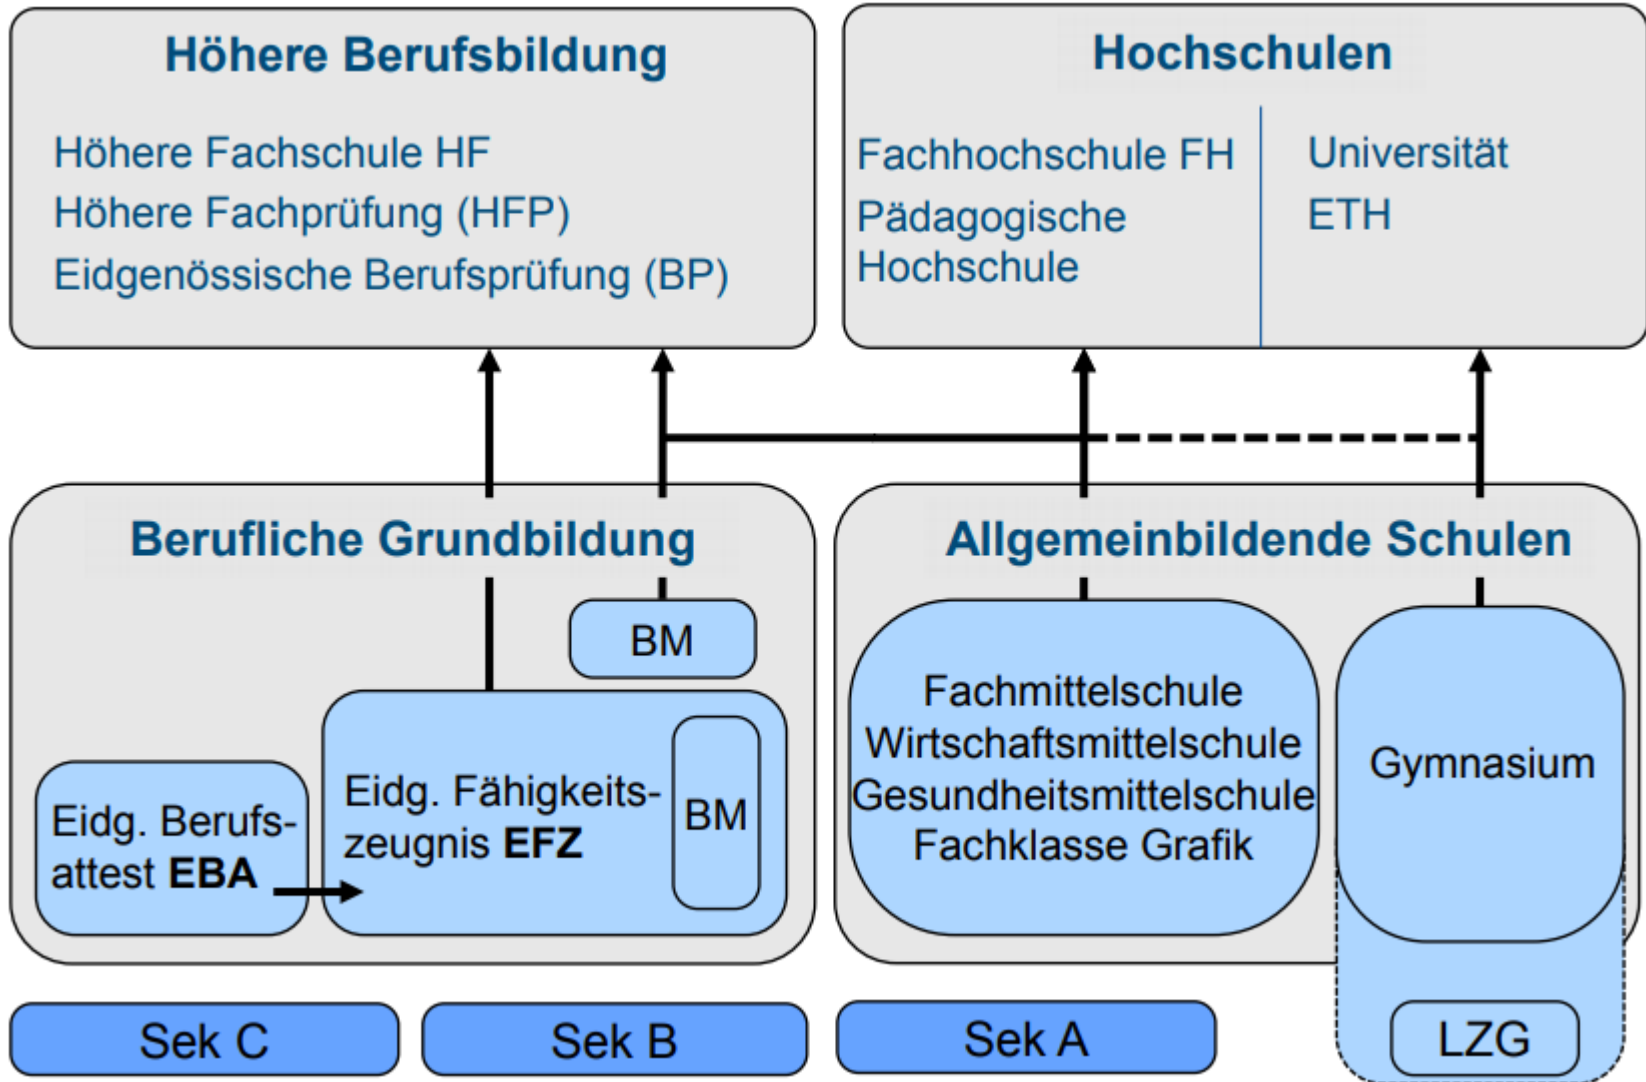 Höhere Berufsbildung
Höhere Fachschule HF
Höhere Fachprüfung (HFP)
Eidgenössische Berufsprüfung (BP)
Hochschulen
Fachhochschule FH
Pädagogische
Hochschule
Universität
ETH
Berufliche Grundbildung
BM
Eidg. Berufs-
attest EBA
Eidg. Fähigkeits-
zeugnis EFZ
BM
Allgemeinbildende Schulen
Fachmittelschule
Wirtschaftsmittelschule
Gesundheitsmittelschule
Fachklasse Grafik
Gymnasium
Sek C
Sek B
Sek A
LZG